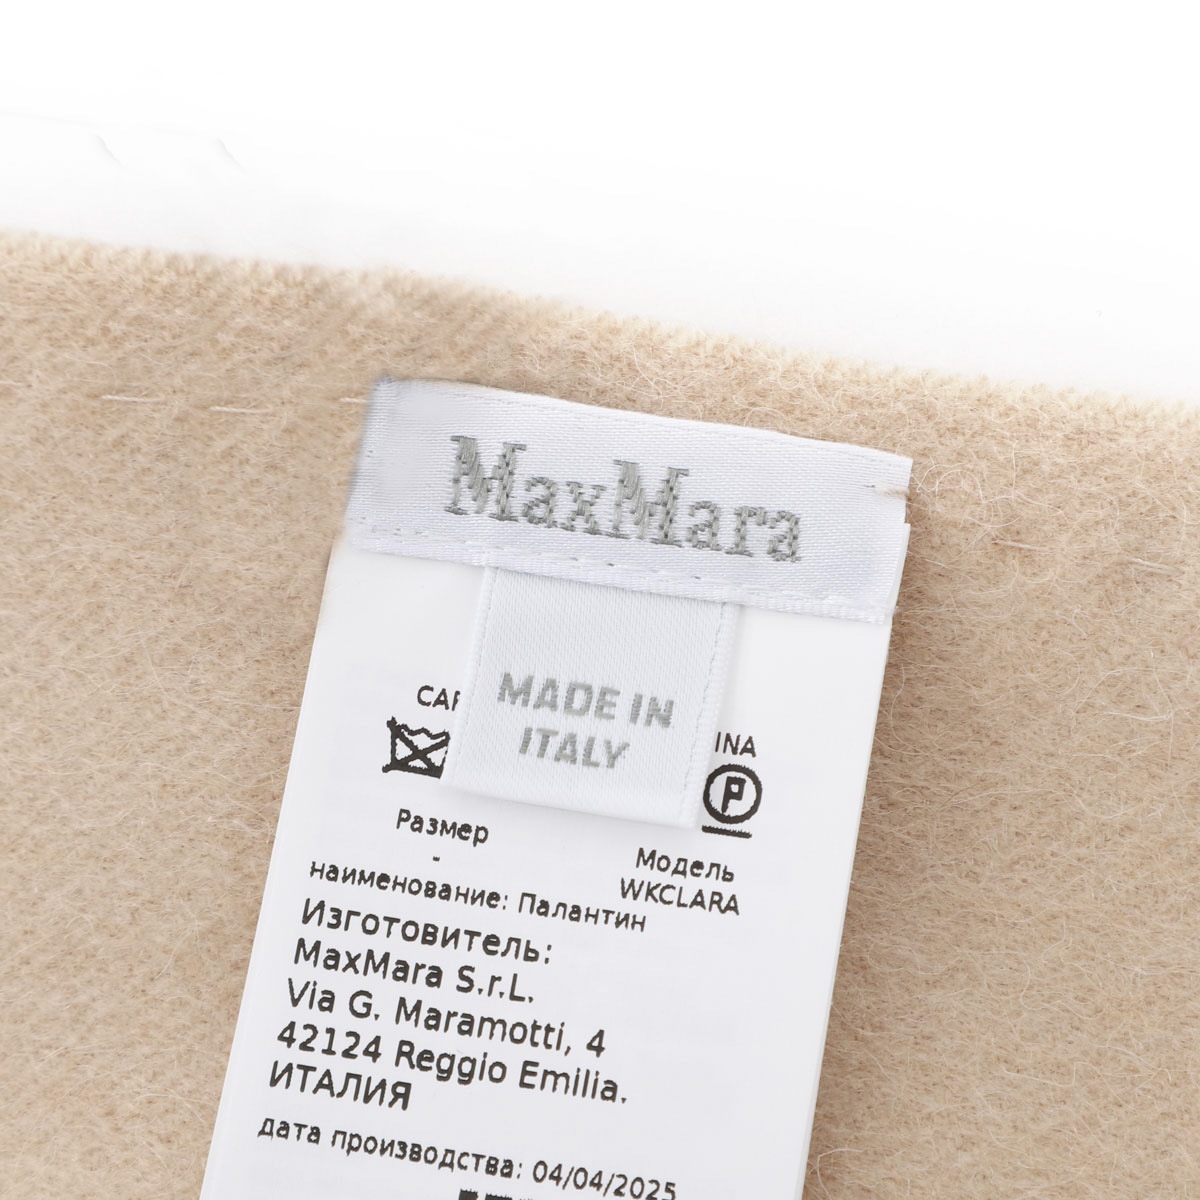 MaxMara
MADE IN
ITALY
INA
P
Размер
-
Модель
WKCLARA
наименование: Палантин
Изготовитель:
MaxMara S.r.L.
Via G. Maramotti, 4
42124 Reggio Emilia.
ИТАЛИЯ
дата производства: 04/04/2025